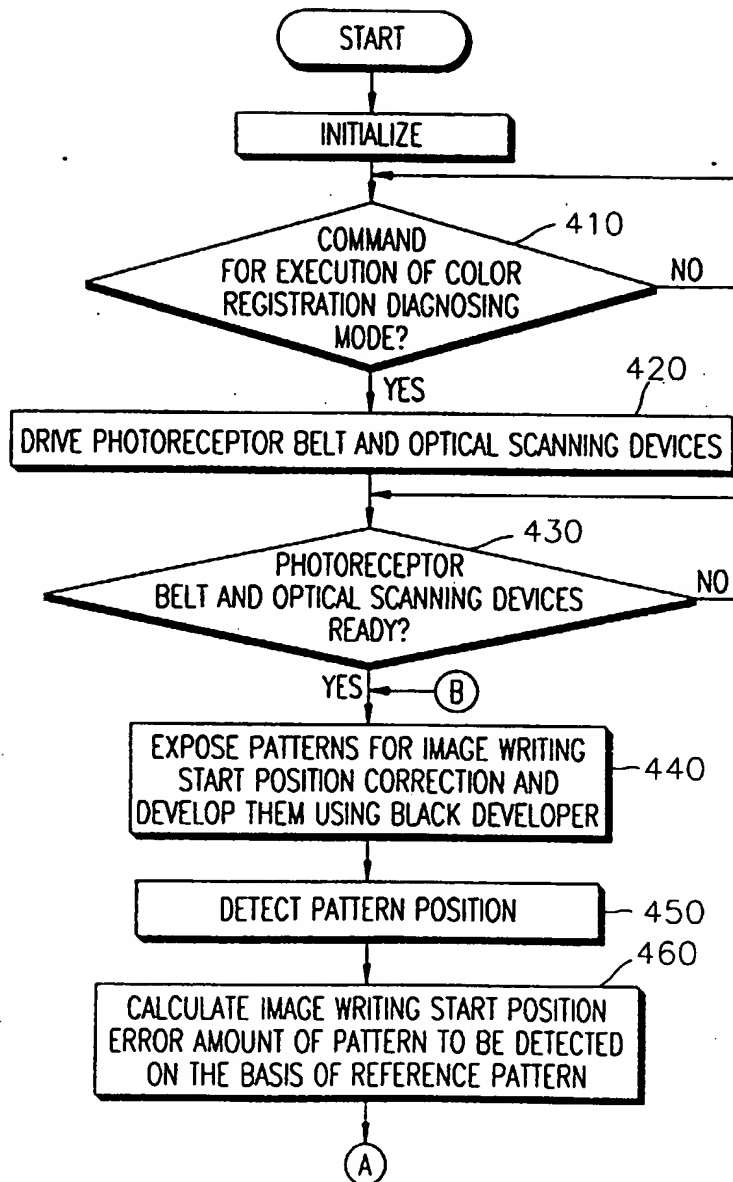 START
INITIALIZE
410
COMMAND
FOR EXECUTION OF COLOR
REGISTRATION DIAGNOSING
MODE?
NO
YES
420
DRIVE PHOTORECEPTOR BELT AND OPTICAL SCANNING DEVICES
430
PHOTORECEPTOR
BELT AND OPTICAL SCANNING DEVICES
READY?
NO
YES
B
EXPOSE PATTERNS FOR IMAGE WRITING
START POSITION CORRECTION AND
DEVELOP THEM USING BLACK DEVELOPER
440
DETECT PATTERN POSITION
450
460
CALCULATE IMAGE WRITING START POSITION
ERROR AMOUNT OF PATTERN TO BE DETECTED
ON THE BASIS OF REFERENCE PATTERN
A